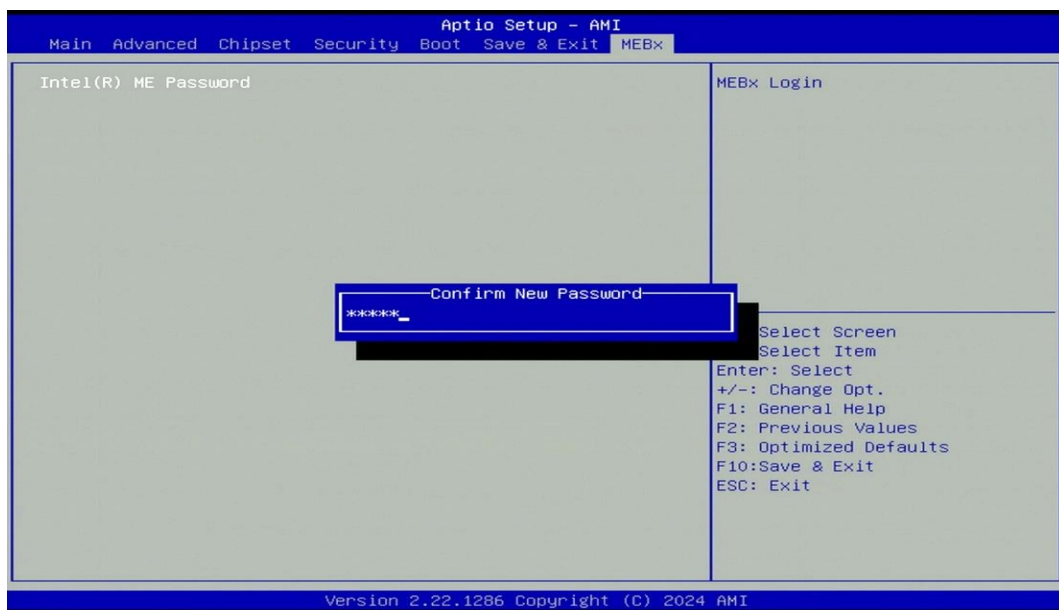 Aptio Setup - AMI
Main Advanced Chipset Security Boot Save & Exit MEBx
Intel(R) ME Password
MEBx Login
Confirm New Password
*****_
Select Screen
Select Item
Enter: Select
+/-: Change Opt.
F1: General Help
F2: Previous Values
F3: Optimized Defaults
F10:Save & Exit
ESC: Exit
Version 2.22.1286 Copyright (C) 2024 AMI